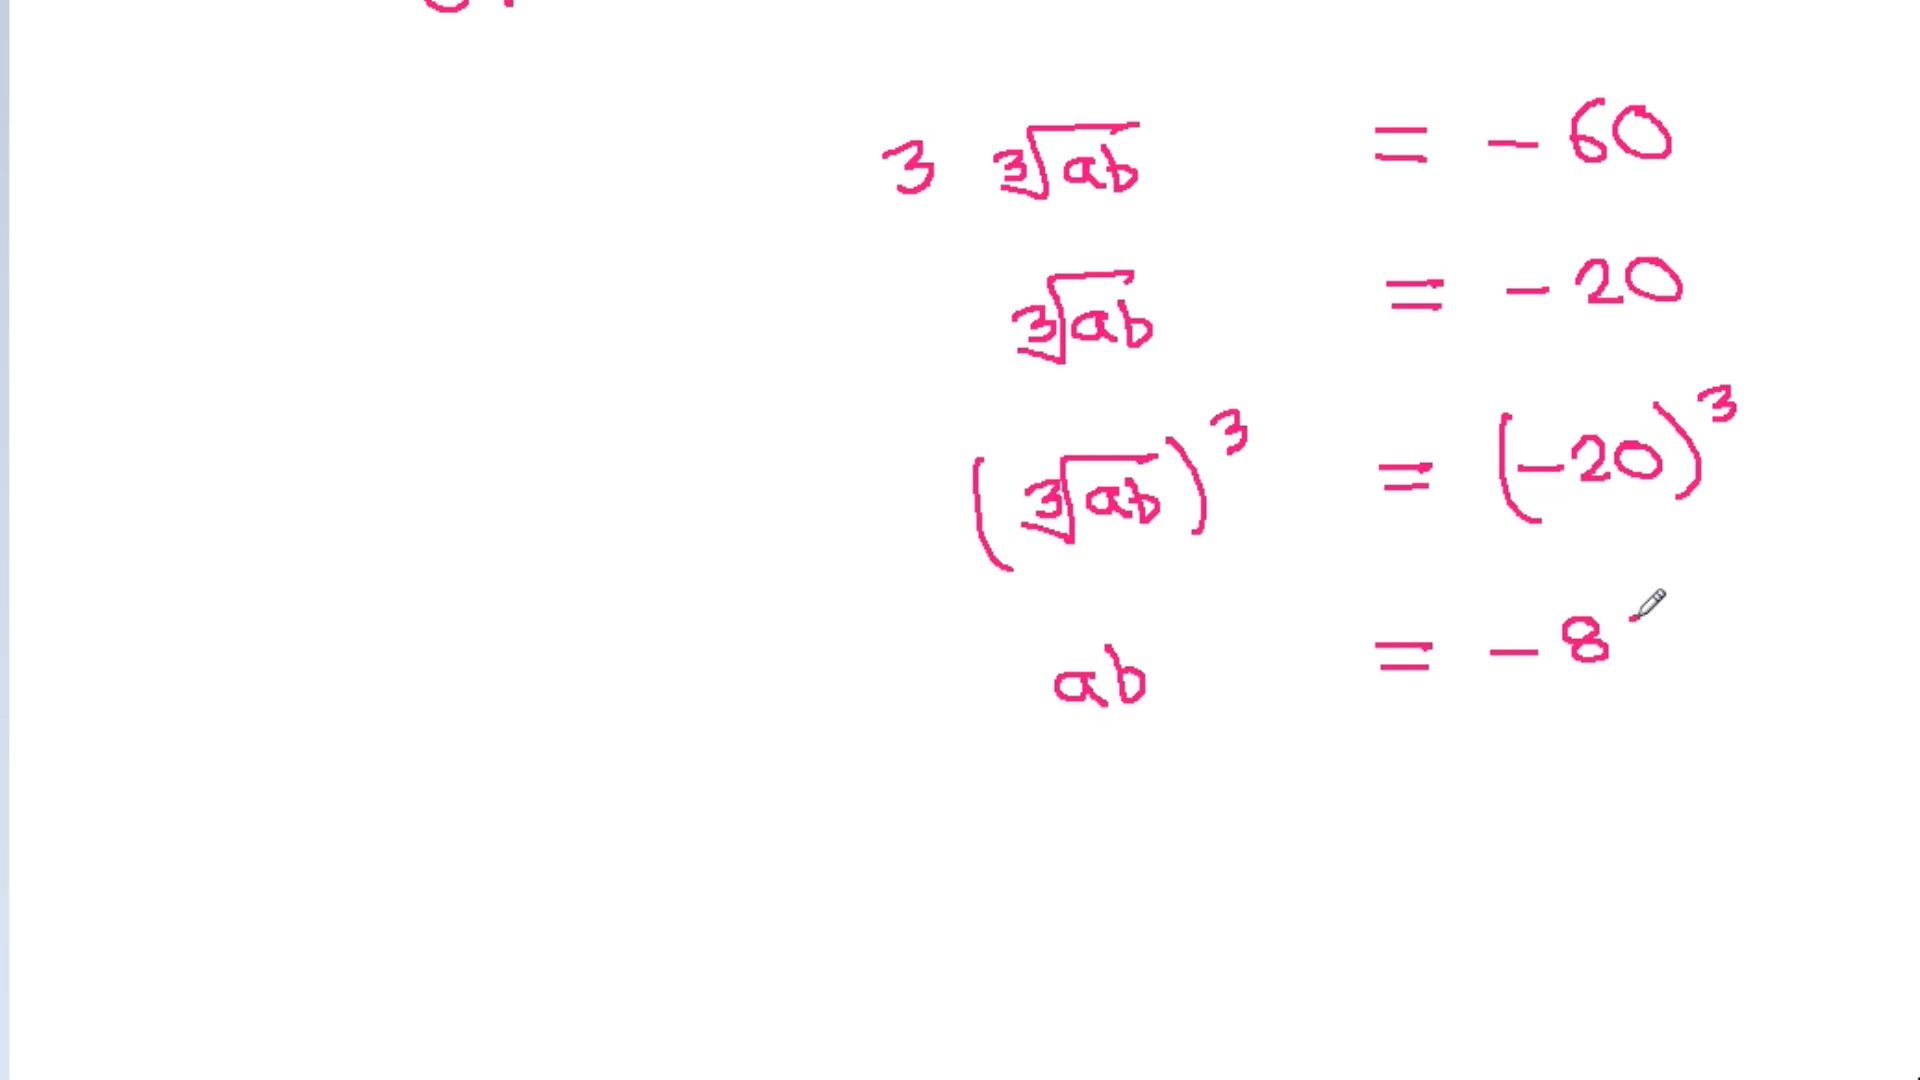 3 ∛ab = - 60
∛ab = - 20
(∛ab)³ = (-20)³
ab = - 8